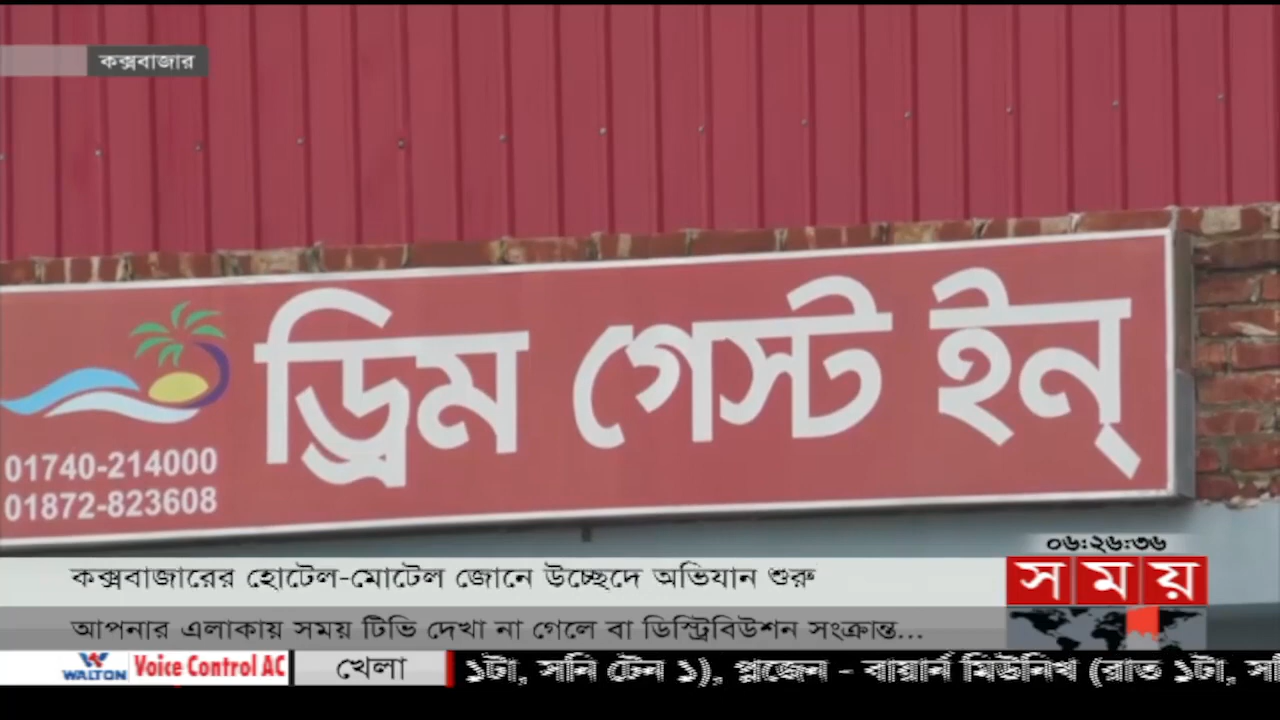 কক্সবাজার
ড্রিম গেস্ট ইন্
01740-214000
01872-823608
০৬:২৬:৩৬
কক্সবাজারের হোটেল-মোটেল জোনে উচ্ছেদে অভিযান শুরু
সময়
আপনার এলাকায় সময় টিভি দেখা না গেলে বা ডিস্ট্রিবিউশন সংক্রান্ত...
WALTON Voice Control AC খেলা ১টা, সনি টেন ১), প্লজেন - বায়ার্ন মিউনিখ (রাত ১টা,